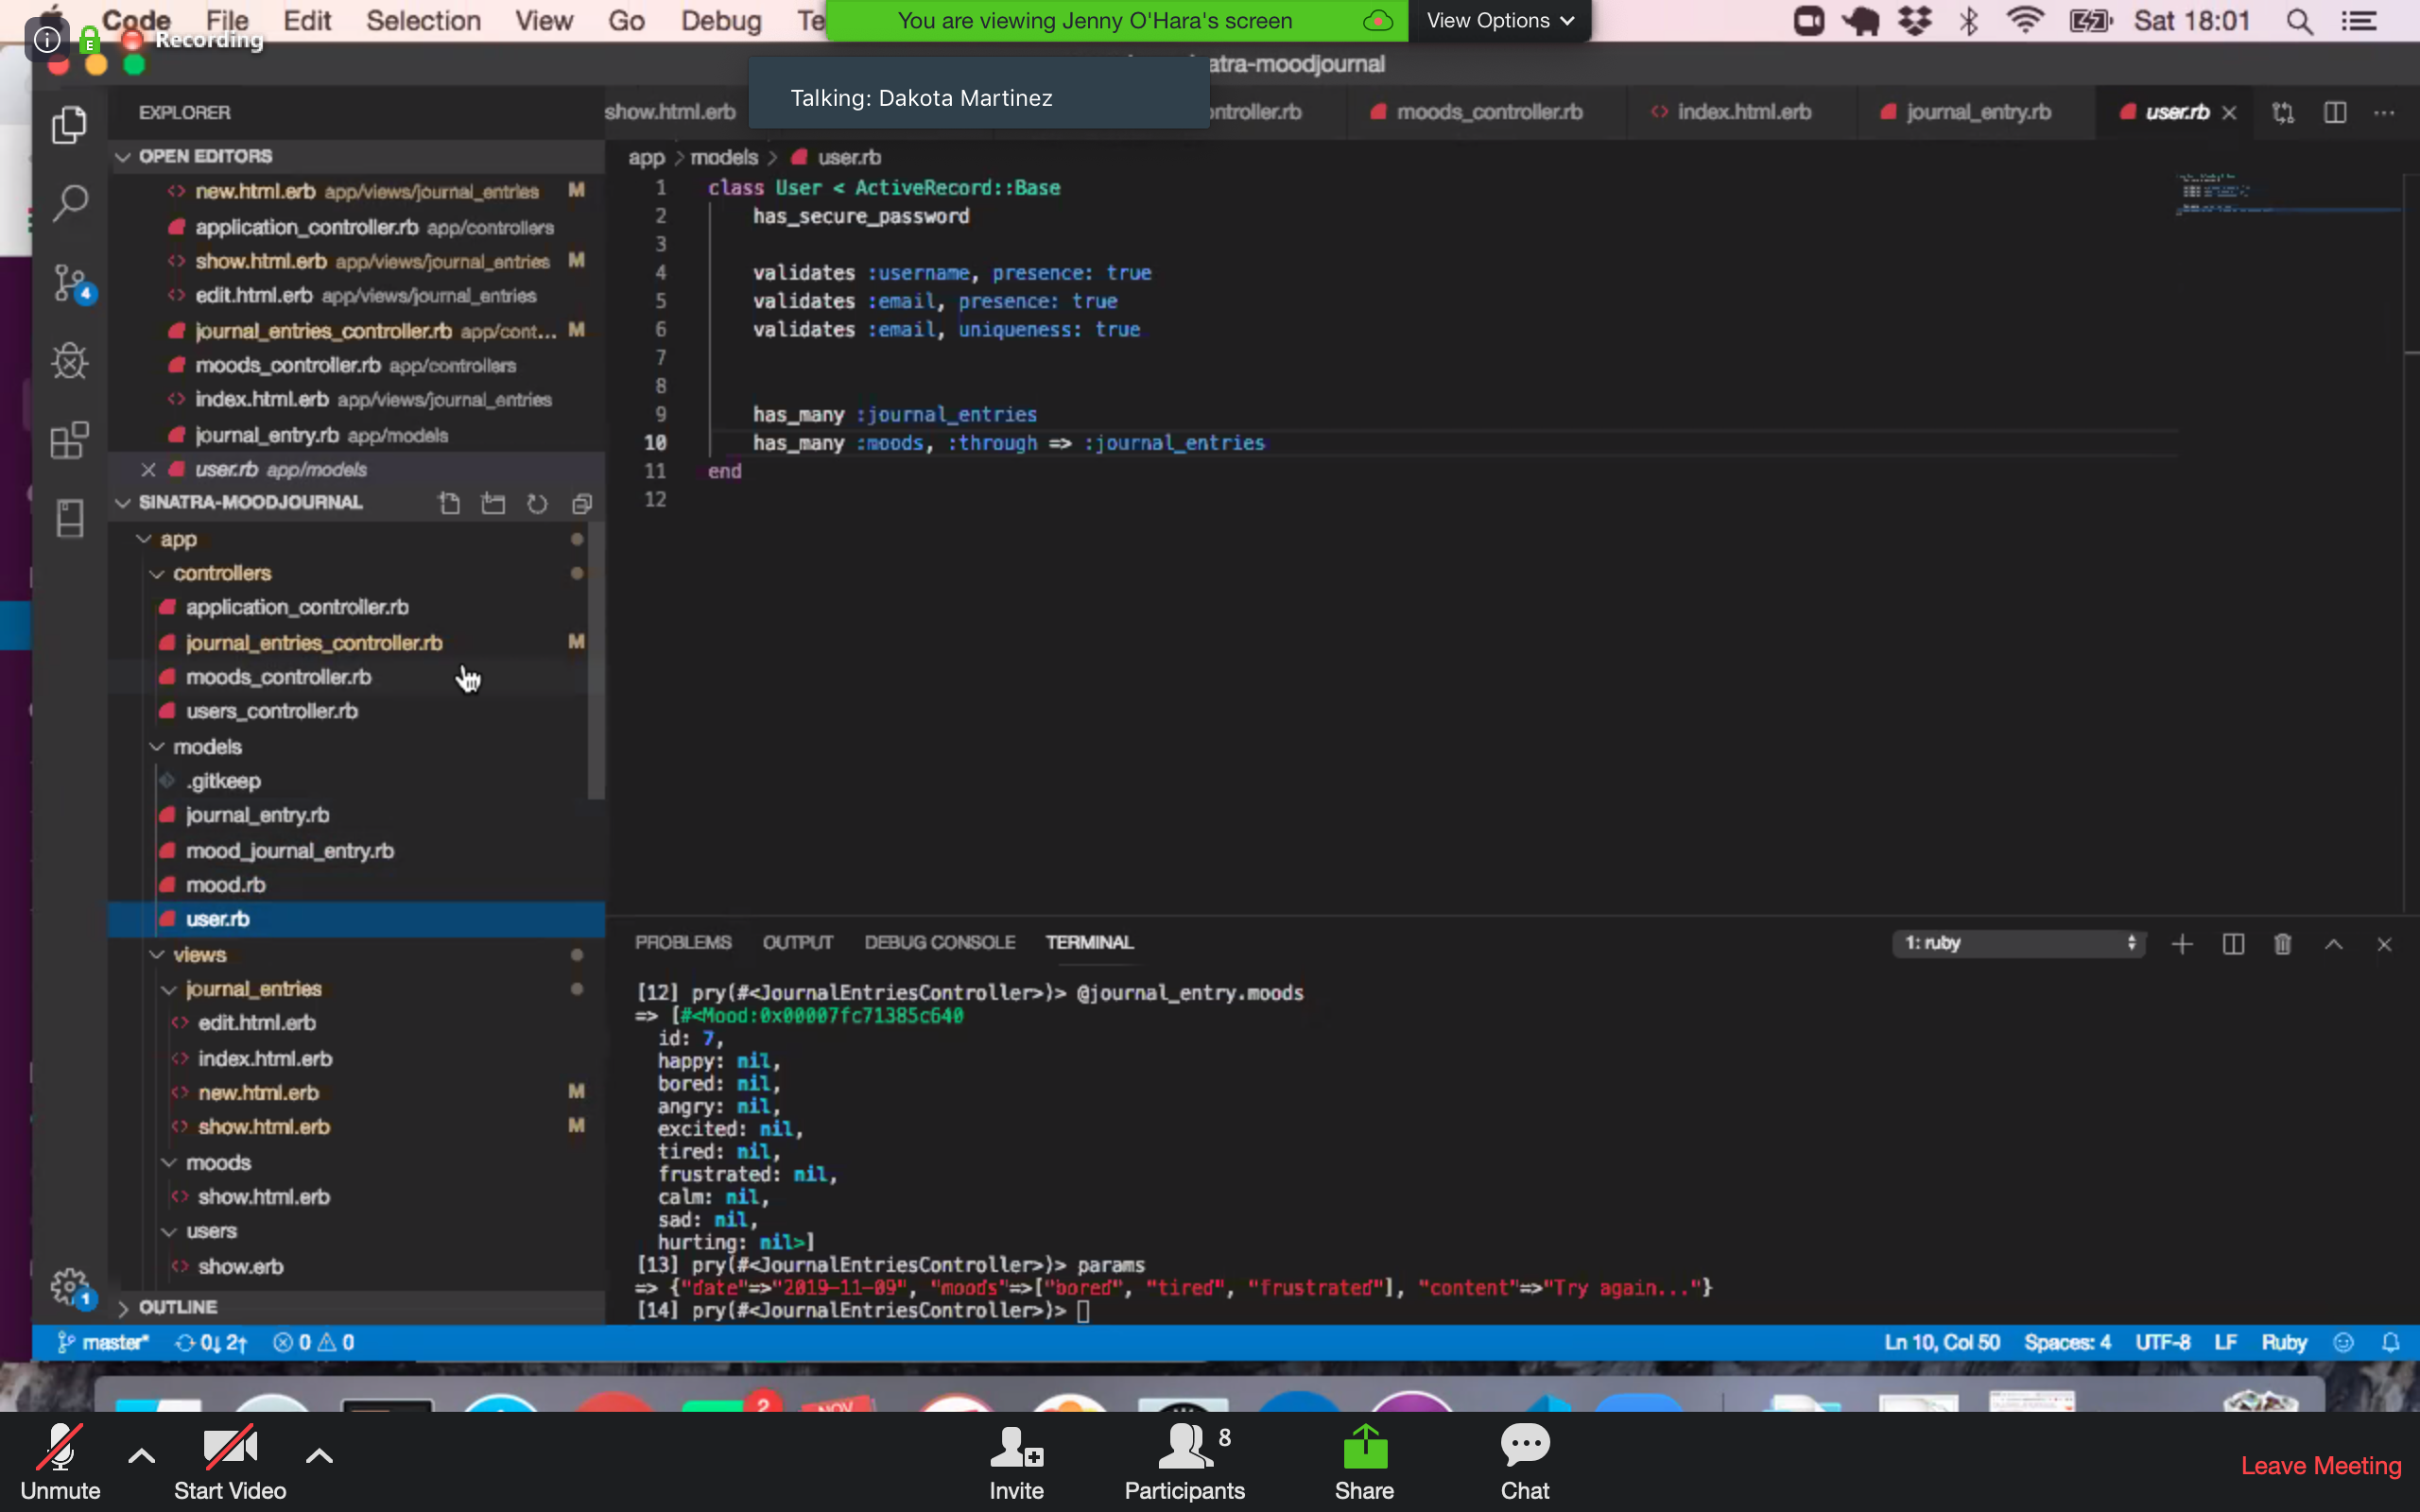 Code File Edit Selection View Go Debug Te
You are viewing Jenny O'Hara's screen
View Options
Sat 18:01
Recording
atra-moodjournal
Talking: Dakota Martinez
EXPLORER
show.html.erb
ontroller.rb
moods_controller.rb
index.html.erb
journal_entry.rb
user.rb
OPEN EDITORS
new.html.erb app/views/journal_entries M
application_controller.rb app/controllers
show.html.erb app/views/journal_entries M
edit.html.erb app/views/journal_entries
journal_entries_controller.rb app/cont... M
moods_controller.rb app/controllers
index.html.erb app/views/journal_entries
journal_entry.rb app/models
user.rb app/models
SINATRA-MOODJOURNAL
app
controllers
application_controller.rb
journal_entries_controller.rb M
moods_controller.rb
users_controller.rb
models
.gitkeep
journal_entry.rb
mood_journal_entry.rb
mood.rb
user.rb
views
journal_entries
edit.html.erb
index.html.erb
new.html.erb M
show.html.erb M
moods
show.html.erb
users
show.erb
OUTLINE
4
1
app > models > user.rb
1 class User < ActiveRecord::Base
2 has_secure_password
3
4 validates :username, presence: true
5 validates :email, presence: true
6 validates :email, uniqueness: true
7
8
9 has_many :journal_entries
10 has_many :moods, :through => :journal_entries
11 end
12
PROBLEMS OUTPUT DEBUG CONSOLE TERMINAL
1: ruby
[12] pry(#<JournalEntriesController>)> @journal_entry.moods
=> [#<Mood:0x00007fc71385c640
id: 7,
happy: nil,
bored: nil,
angry: nil,
excited: nil,
tired: nil,
frustrated: nil,
calm: nil,
sad: nil,
hurting: nil>]
[13] pry(#<JournalEntriesController>)> params
=> {"date"=>"2019-11-09", "moods"=>["bored", "tired", "frustrated"], "content"=>"Try again..."}
[14] pry(#<JournalEntriesController>)>
master* 0↓ 2↑ 0 0
Ln 10, Col 50 Spaces: 4 UTF-8 LF Ruby
2
NOV
Unmute
Start Video
Invite
Participants 8
Share
Chat
Leave Meeting